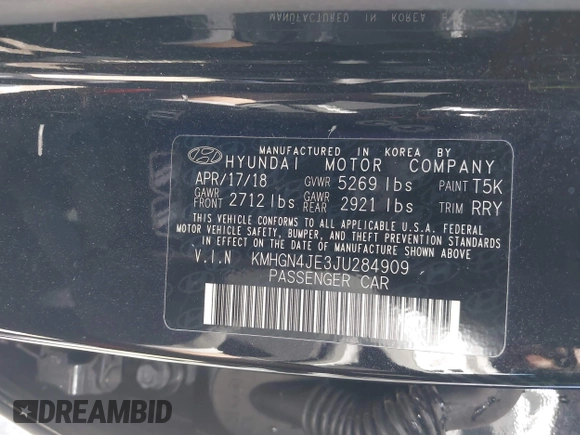 MANUFACTURED IN KOREA
MANUFACTURED IN KOREA BY
HYUNDAI MOTOR COMPANY
APR/17/18 GVWR 5269 lbs PAINT T5K
GAWR FRONT 2712 lbs GAWR REAR 2921 lbs TRIM RRY
THIS VEHICLE CONFORMS TO ALL APPLICABLE U.S.A. FEDERAL
MOTOR VEHICLE SAFETY, BUMPER, AND THEFT PREVENTION STANDARDS
IN EFFECT ON THE DATE OF MANUFACTURE SHOWN ABOVE.
V.I.N KMHGN4JE3JU284909
PASSENGER CAR
DREAMBID